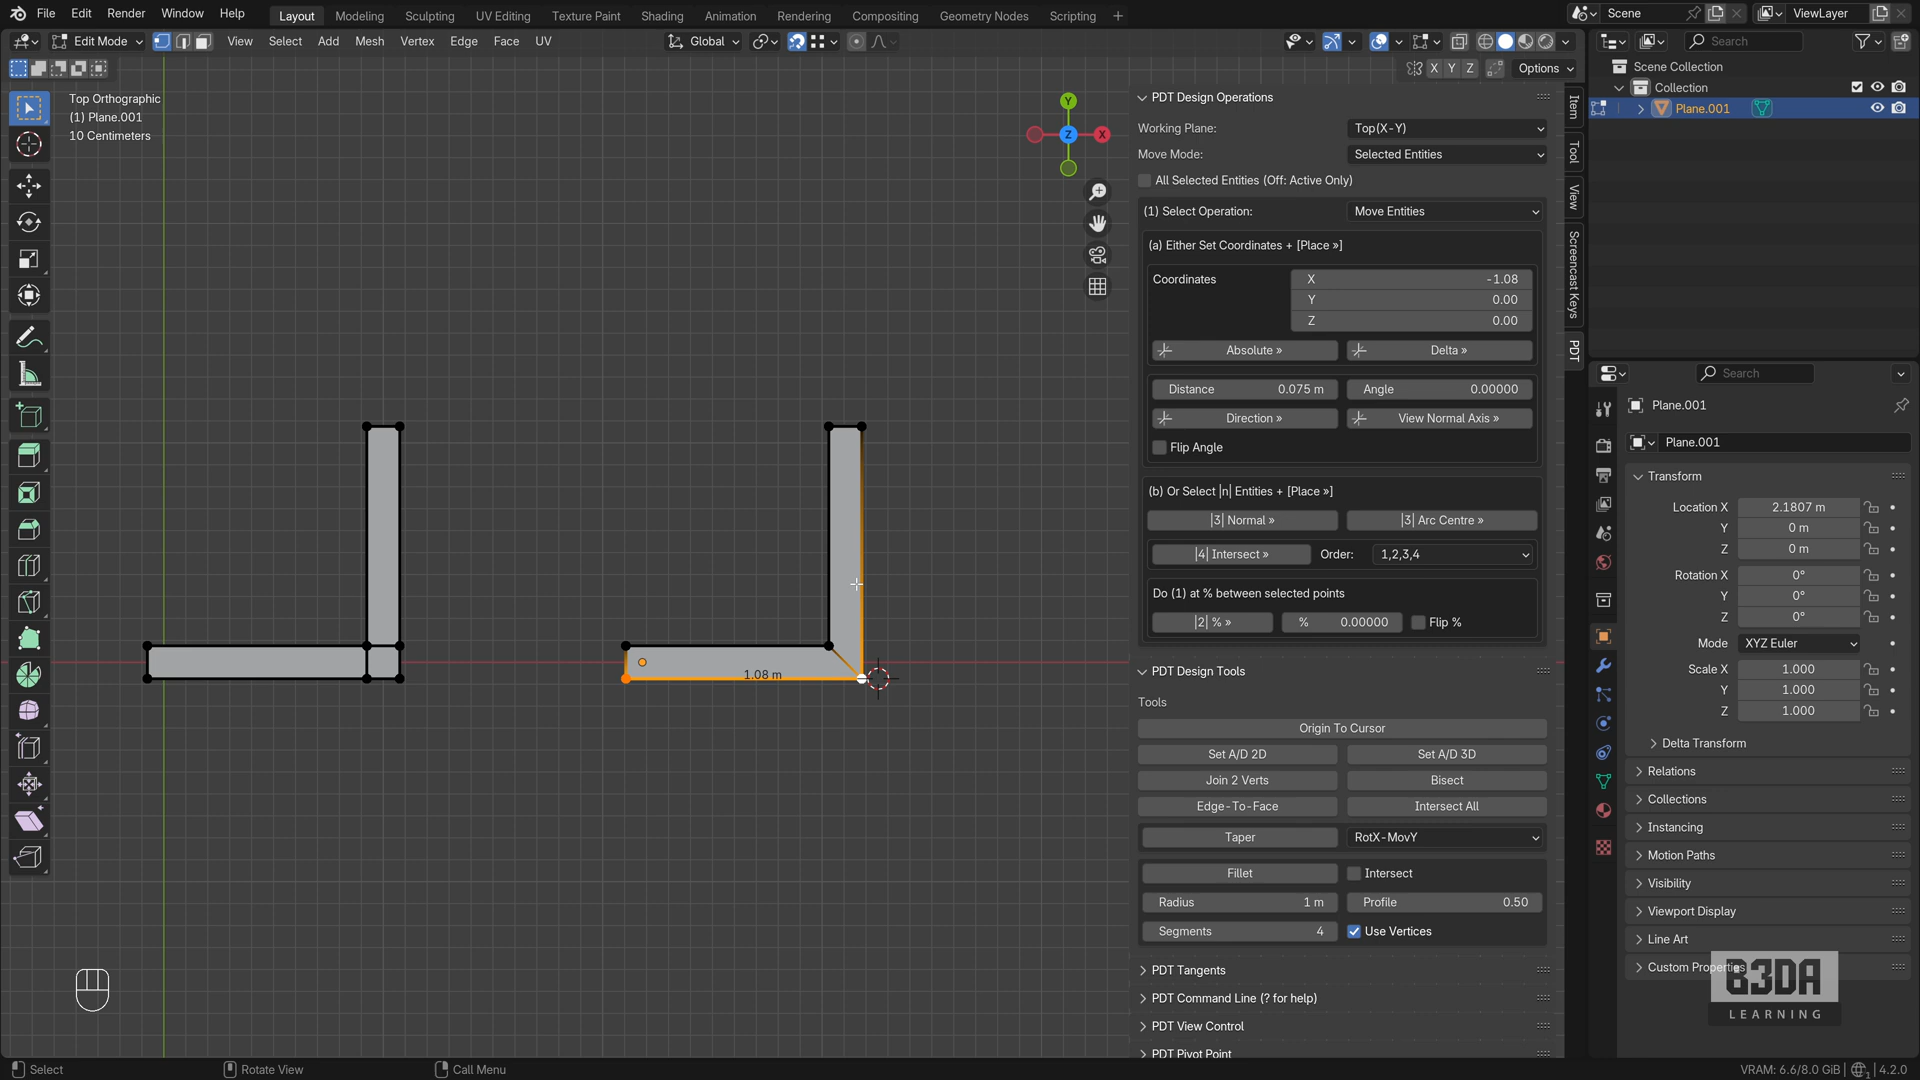 File Edit Render Window Help Layout Modeling Sculpting UV Editing Texture Paint Shading Animation Rendering Compositing Geometry Nodes Scripting + Scene ViewLayer
Edit Mode View Select Add Mesh Vertex Edge Face UV Global Search
X Y Z Options
Scene Collection
Collection
Plane.001
Top Orthographic
(1) Plane.001
10 Centimeters
Y
Z
X
1.08 m
PDT Design Operations
Working Plane: Top(X-Y)
Move Mode: Selected Entities
All Selected Entities (Off: Active Only)
(1) Select Operation: Move Entities
(a) Either Set Coordinates + [Place »]
Coordinates X -1.08
Y 0.00
Z 0.00
Absolute » Delta »
Distance 0.075 m Angle 0.00000
Direction » View Normal Axis »
Flip Angle
(b) Or Select |n| Entities + [Place »]
|3| Normal » |3| Arc Centre »
|4| Intersect » Order: 1,2,3,4
Do (1) at % between selected points
|2| % » % 0.00000 Flip %
PDT Design Tools
Tools
Origin To Cursor
Set A/D 2D Set A/D 3D
Join 2 Verts Bisect
Edge-To-Face Intersect All
Taper RotX-MovY
Fillet Intersect
Radius 1 m Profile 0.50
Segments 4 Use Vertices
PDT Tangents
PDT Command Line (? for help)
PDT View Control
PDT Pivot Point
Item
Tool
View
Screencast Keys
PDT
Search
Plane.001
Plane.001
Transform
Location X 2.1807 m
Y 0 m
Z 0 m
Rotation X 0°
Y 0°
Z 0°
Mode XYZ Euler
Scale X 1.000
Y 1.000
Z 1.000
Delta Transform
Relations
Collections
Instancing
Motion Paths
Visibility
Viewport Display
Line Art
Custom Properties
B3DA
LEARNING
Select Rotate View Call Menu VRAM: 6.6/8.0 GiB 1 4.2.0